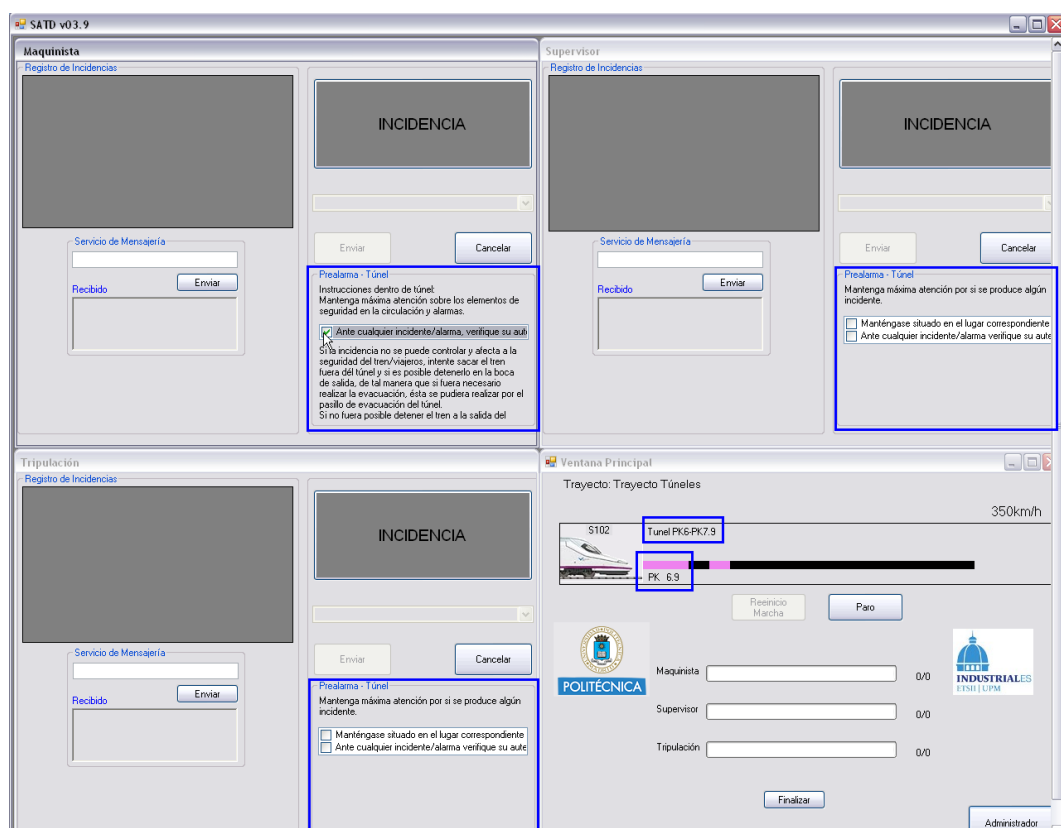 SATD v03.9
Maquinista
Registro de Incidencias
INCIDENCIA
Servicio de Mensajería
Enviar
Recibido
Enviar
Cancelar
Prealarma - Túnel
Instrucciones dentro de túnel:
Mantenga máxima atención sobre los elementos de
seguridad en la circulación y alarmas.
Ante cualquier incidente/alarma, verifique su aut
Si la incidencia no se puede controlar y afecta a la
seguridad del tren/viajeros, intente sacar el tren
fuera dél túnel y si es posible detenerlo en la boca
de salida, de tal manera que si fuera necesario
realizar la evacuación, ésta se pudiera realizar por el
pasillo de evacuación del túnel.
Si no fuera posible detener el tren a la salida del
Supervisor
Registro de Incidencias
INCIDENCIA
Servicio de Mensajería
Enviar
Recibido
Enviar
Cancelar
Prealarma - Túnel
Mantenga máxima atención por si se produce algún
incidente.
Manténgase situado en el lugar correspondiente
Ante cualquier incidente/alarma verifique su aute
Tripulación
Registro de Incidencias
INCIDENCIA
Servicio de Mensajería
Enviar
Recibido
Enviar
Cancelar
Prealarma - Túnel
Mantenga máxima atención por si se produce algún
incidente.
Manténgase situado en el lugar correspondiente
Ante cualquier incidente/alarma verifique su aute
Ventana Principal
Trayecto: Trayecto Túneles
350km/h
S102
Tunel PK6-PK7.9
PK 6.9
Reeinicio
Marcha
Paro
POLITÉCNICA
INDUSTRIALES
ETSII | UPM
Maquinista
0/0
Supervisor
0/0
Tripulación
0/0
Finalizar
Administrador